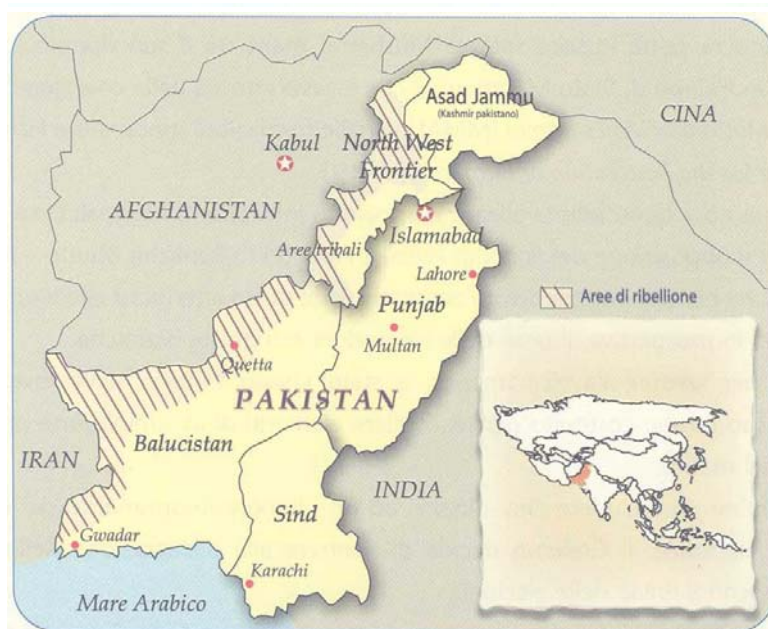 Asad Jammu
(Kashmir pakistano)
CINA
Kabul
North West
Frontier
AFGHANISTAN
Islamabad
Aree tribali
Lahore
Aree di ribellione
Punjab
Multan
Quetta
PAKISTAN
Balucistan
IRAN
INDIA
Sind
Gwadar
Karachi
Mare Arabico